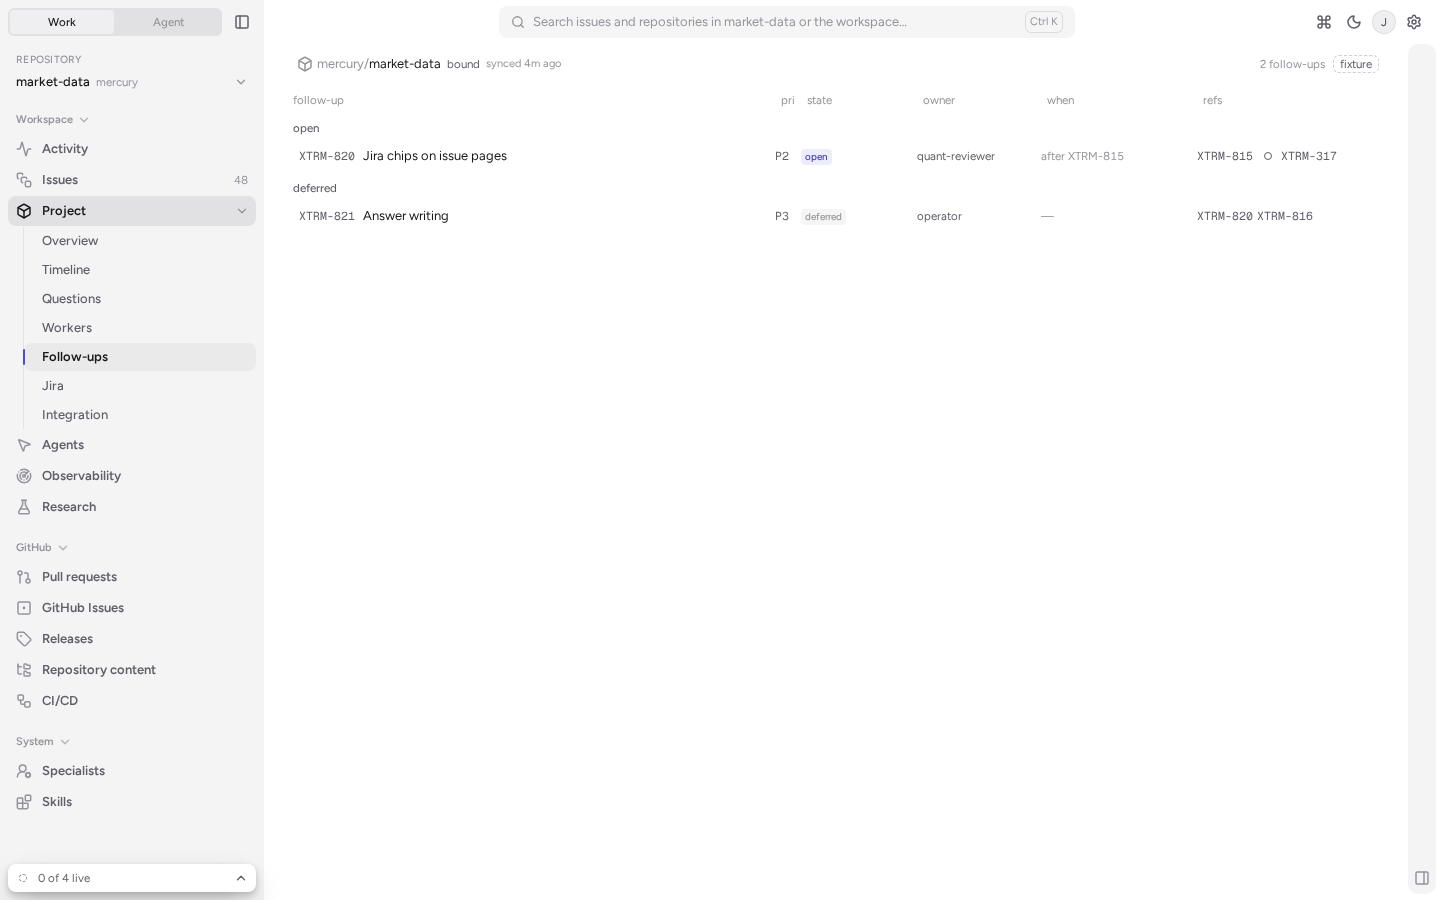 Work Agent
Search issues and repositories in market-data or the workspace... Ctrl K
J
REPOSITORY
market-data mercury
mercury/market-data bound synced 4m ago
2 follow-ups fixture
Workspace
Activity
Issues 48
Project
Overview
Timeline
Questions
Workers
Follow-ups
Jira
Integration
Agents
Observability
Research
GitHub
Pull requests
GitHub Issues
Releases
Repository content
CI/CD
System
Specialists
Skills
0 of 4 live
follow-up pri state owner when refs
open
XTRM-820 Jira chips on issue pages P2 open quant-reviewer after XTRM-815 XTRM-815 XTRM-317
deferred
XTRM-821 Answer writing P3 deferred operator — XTRM-820 XTRM-816